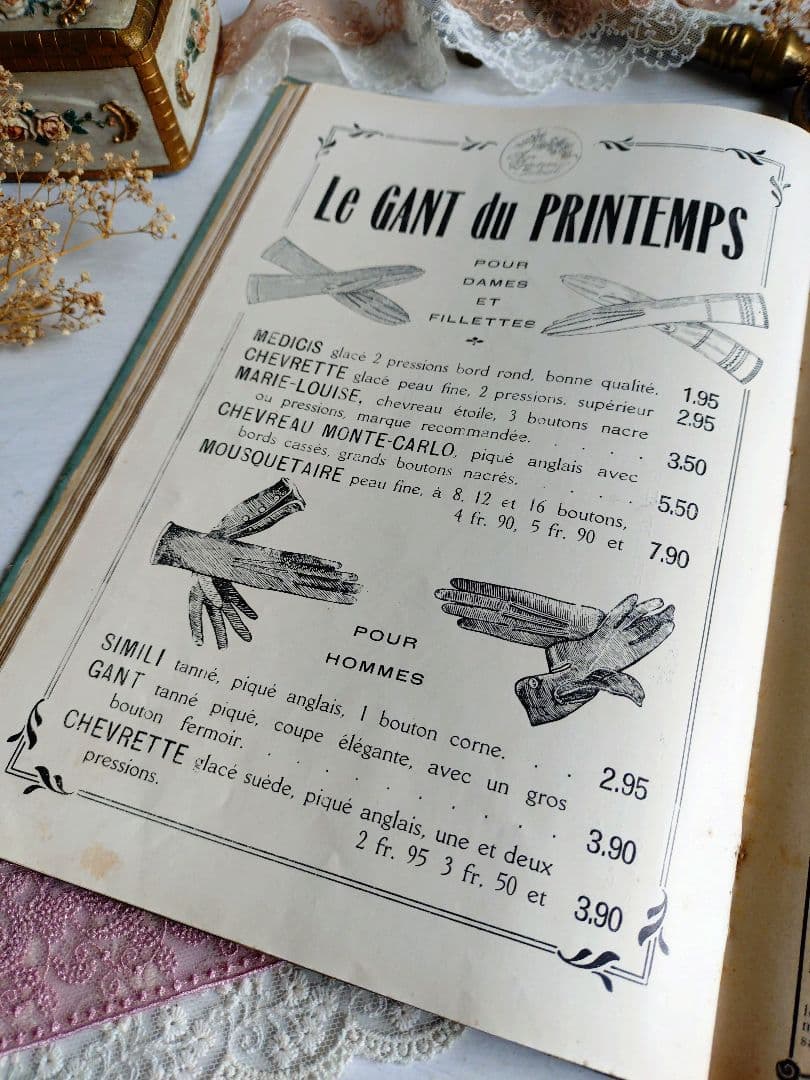 Le GANT du PRINTEMPS
POUR
DAMES
ET
FILLETTES
MEDICIS glacé 2 pressions bord rond, bonne qualité. 1.95
CHEVRETTE glacé peau fine, 2 pressions, supérieur 2.95
MARIE-LOUISE, chevreau étoile, 3 boutons nacre
ou pressions, marque recommandée. . . . . 3.50
CHEVREAU MONTE-CARLO, piqué anglais avec
bords cassés, grands boutons nacrés, . . . . . 5.50
MOUSQUETAIRE peau fine, à 8, 12 et 16 boutons,
4 fr. 90, 5 fr. 90 et 7.90
POUR
HOMMES
SIMILI tanné, piqué anglais, 1 bouton corne. . . . 2.95
GANT tanné piqué, coupe élégante, avec un gros
bouton fermoir. . . . . . . . . 3.90
CHEVRETTE glacé suède, piqué anglais, une et deux
pressions. 2 fr. 95 3 fr. 50 et 3.90